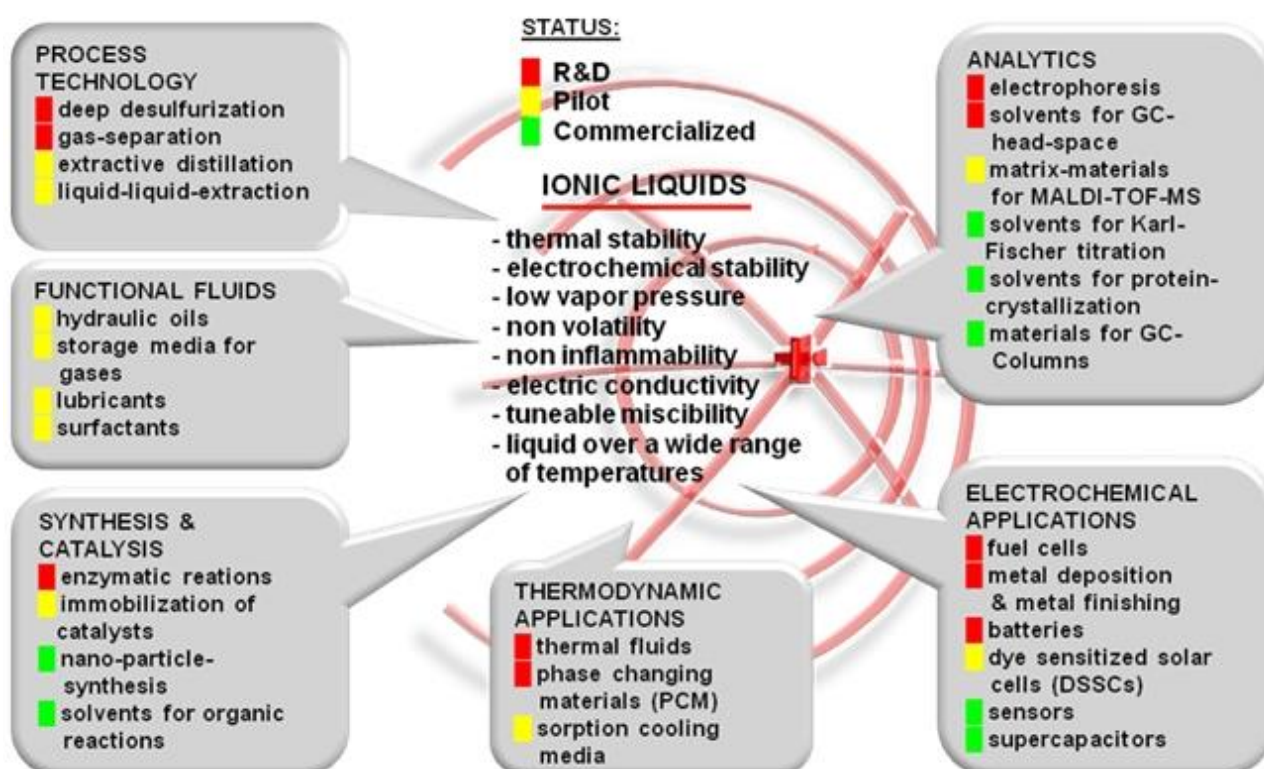 PROCESS
TECHNOLOGY
deep desulfurization
gas-separation
extractive distillation
liquid-liquid-extraction
FUNCTIONAL FLUIDS
hydraulic oils
storage media for
gases
lubricants
surfactants
SYNTHESIS &
CATALYSIS
enzymatic reations
immobilization of
catalysts
nano-particle-
synthesis
solvents for organic
reactions
STATUS:
R&D
Pilot
Commercialized
IONIC LIQUIDS
- thermal stability
- electrochemical stability
- low vapor pressure
- non volatility
- non inflammability
- electric conductivity
- tuneable miscibility
- liquid over a wide range
of temperatures
THERMODYNAMIC
APPLICATIONS
thermal fluids
phase changing
materials (PCM)
sorption cooling
media
ANALYTICS
electrophoresis
solvents for GC-
head-space
matrix-materials
for MALDI-TOF-MS
solvents for Karl-
Fischer titration
solvents for protein-
crystallization
materials for GC-
Columns
ELECTROCHEMICAL
APPLICATIONS
fuel cells
metal deposition
& metal finishing
batteries
dye sensitized solar
cells (DSSCs)
sensors
supercapacitors